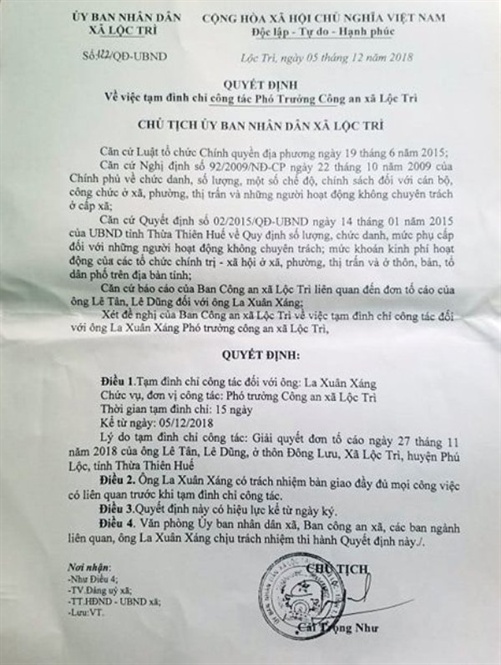 ỦY BAN NHÂN DÂN
XÃ LỘC TRÌ
CỘNG HÒA XÃ HỘI CHỦ NGHĨA VIỆT NAM
Độc lập - Tự do - Hạnh phúc
Số:122/QĐ-UBND
Lộc Trì, ngày 05 tháng 12 năm 2018
QUYẾT ĐỊNH
Về việc tạm đình chỉ công tác Phó Trưởng Công an xã Lộc Trì
CHỦ TỊCH ỦY BAN NHÂN DÂN XÃ LỘC TRÌ
Căn cứ Luật tổ chức Chính quyền địa phương ngày 19 tháng 6 năm 2015;
Căn cứ Nghị định số 92/2009/NĐ-CP ngày 22 tháng 10 năm 2009 của
Chính phủ về chức danh, số lượng, một số chế độ, chính sách đối với cán bộ,
công chức ở xã, phường, thị trấn và những người hoạt động không chuyên trách
ở cấp xã;
Căn cứ Quyết định số 02/2015/QĐ-UBND ngày 14 tháng 01 năm 2015
của UBND tỉnh Thừa Thiên Huế về Quy định số lượng, chức danh, mức phụ cấp
đối với những người hoạt động không chuyên trách; mức khoán kinh phí hoạt
động của các tổ chức chính trị - xã hội ở xã, phường, thị trấn và ở thôn, bản, tổ
dân phố trên địa bàn tỉnh;
Căn cứ báo cáo của Ban Công an xã Lộc Trì liên quan đến đơn tố cáo của
ông Lê Tân, Lê Dũng đối với ông La Xuân Xáng;
Xét đề nghị của Ban Công an xã Lộc Trì về việc tạm đình chỉ công tác đối
với ông La Xuân Xáng Phó trưởng công an xã Lộc Trì,
QUYẾT ĐỊNH:
Điều 1.Tạm đình chỉ công tác đối với ông: La Xuân Xáng
Chức vụ, đơn vị công tác: Phó trưởng Công an xã Lộc Trì
Thời gian tạm đình chỉ: 15 ngày
Kể từ ngày: 05/12/2018
Lý do tạm đình chỉ công tác: Giải quyết đơn tố cáo ngày 27 tháng 11
năm 2018 của ông Lê Tân, Lê Dũng, ở thôn Đông Lưu, Xã Lộc Trì, huyện Phú
Lộc, tỉnh Thừa Thiên Huế
Điều 2. Ông La Xuân Xáng có trách nhiệm bàn giao đầy đủ mọi công việc
có liên quan trước khi tạm đình chỉ công tác.
Điều 3.Quyết định này có hiệu lực kể từ ngày ký.
Điều 4. Văn phòng Ủy ban nhân dân xã, Ban công an xã, các ban ngành
liên quan, ông La Xuân Xáng chịu trách nhiệm thi hành Quyết định này./.
Nơi nhận:
-Như Điều 4;
-TV.Đảng uỷ xã;
-TT.HĐND - UBND xã;
-Lưu:VT.
CHỦ TỊCH
Cái Trọng Như